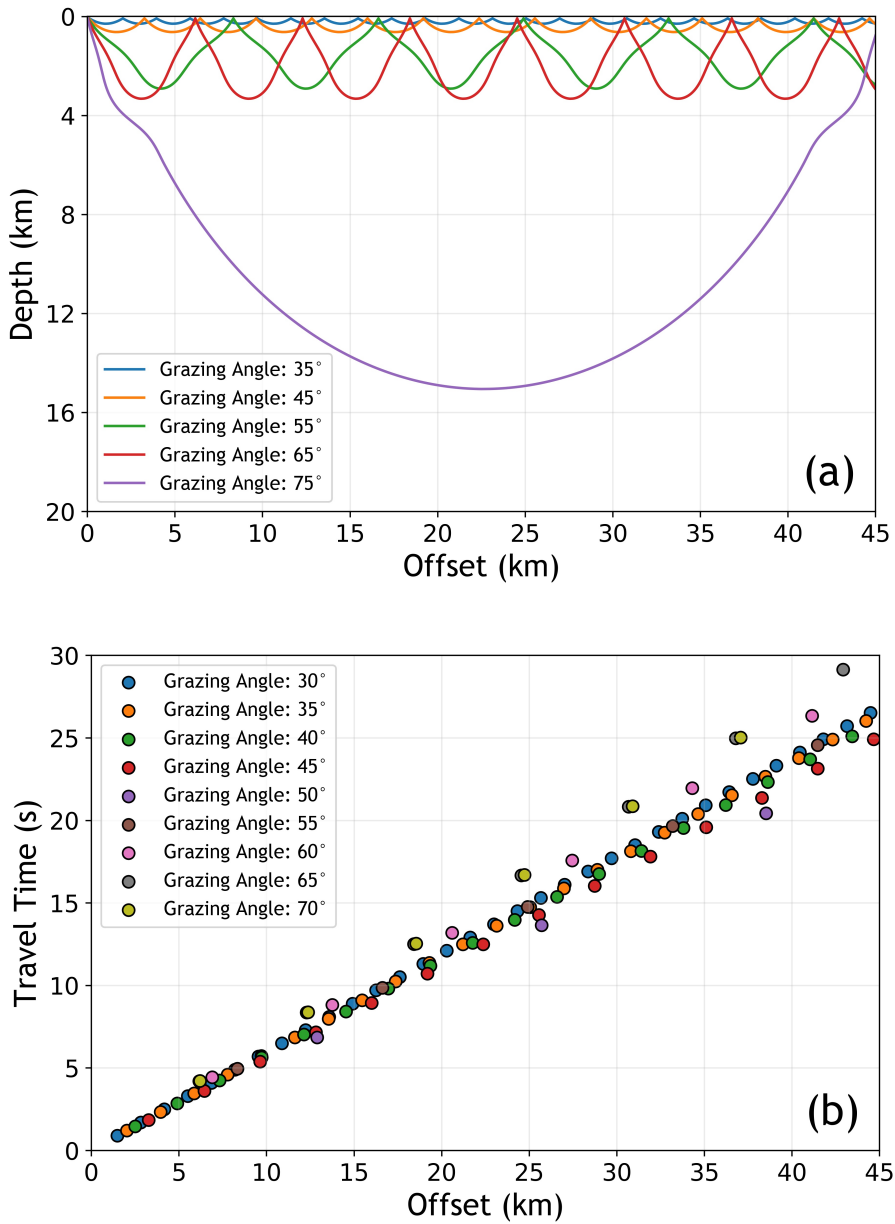 0
4
8
12
16
20
Depth (km)
Grazing Angle: 35°
Grazing Angle: 45°
Grazing Angle: 55°
Grazing Angle: 65°
Grazing Angle: 75°
(a)
0 5 10 15 20 25 30 35 40 45
Offset (km)
30
25
20
15
10
5
0
Travel Time (s)
Grazing Angle: 30°
Grazing Angle: 35°
Grazing Angle: 40°
Grazing Angle: 45°
Grazing Angle: 50°
Grazing Angle: 55°
Grazing Angle: 60°
Grazing Angle: 65°
Grazing Angle: 70°
(b)
0 5 10 15 20 25 30 35 40 45
Offset (km)